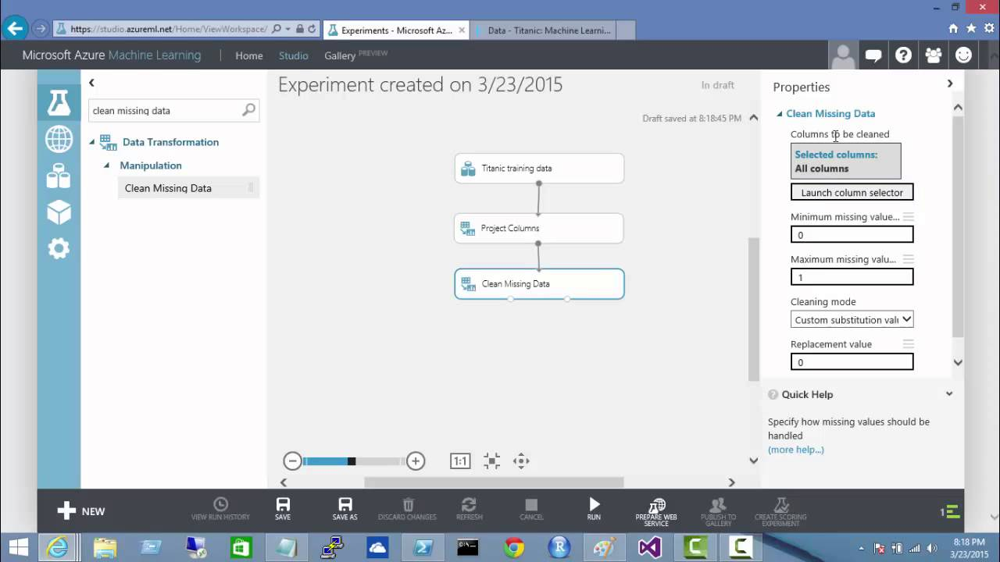 https://studio.azureml.net/Home/ViewWorkspace/
Experiments - Microsoft Az...
Data - Titanic: Machine Learni...
Microsoft Azure Machine Learning
Home
Studio
Gallery PREVIEW
clean missing data
Data Transformation
Manipulation
Clean Missing Data
Experiment created on 3/23/2015
In draft
Draft saved at 8:18:45 PM
Titanic training data
Project Columns
Clean Missing Data
1:1
Properties
Clean Missing Data
Columns to be cleaned
Selected columns:
All columns
Launch column selector
Minimum missing value...
0
Maximum missing valu...
1
Cleaning mode
Custom substitution valu
Replacement value
0
Quick Help
Specify how missing values should be
handled
(more help...)
NEW
VIEW RUN HISTORY
SAVE
SAVE AS
DISCARD CHANGES
REFRESH
CANCEL
RUN
PREPARE WEB
SERVICE
PUBLISH TO
GALLERY
CREATE SCORING
EXPERIMENT
1
8:18 PM
3/23/2015